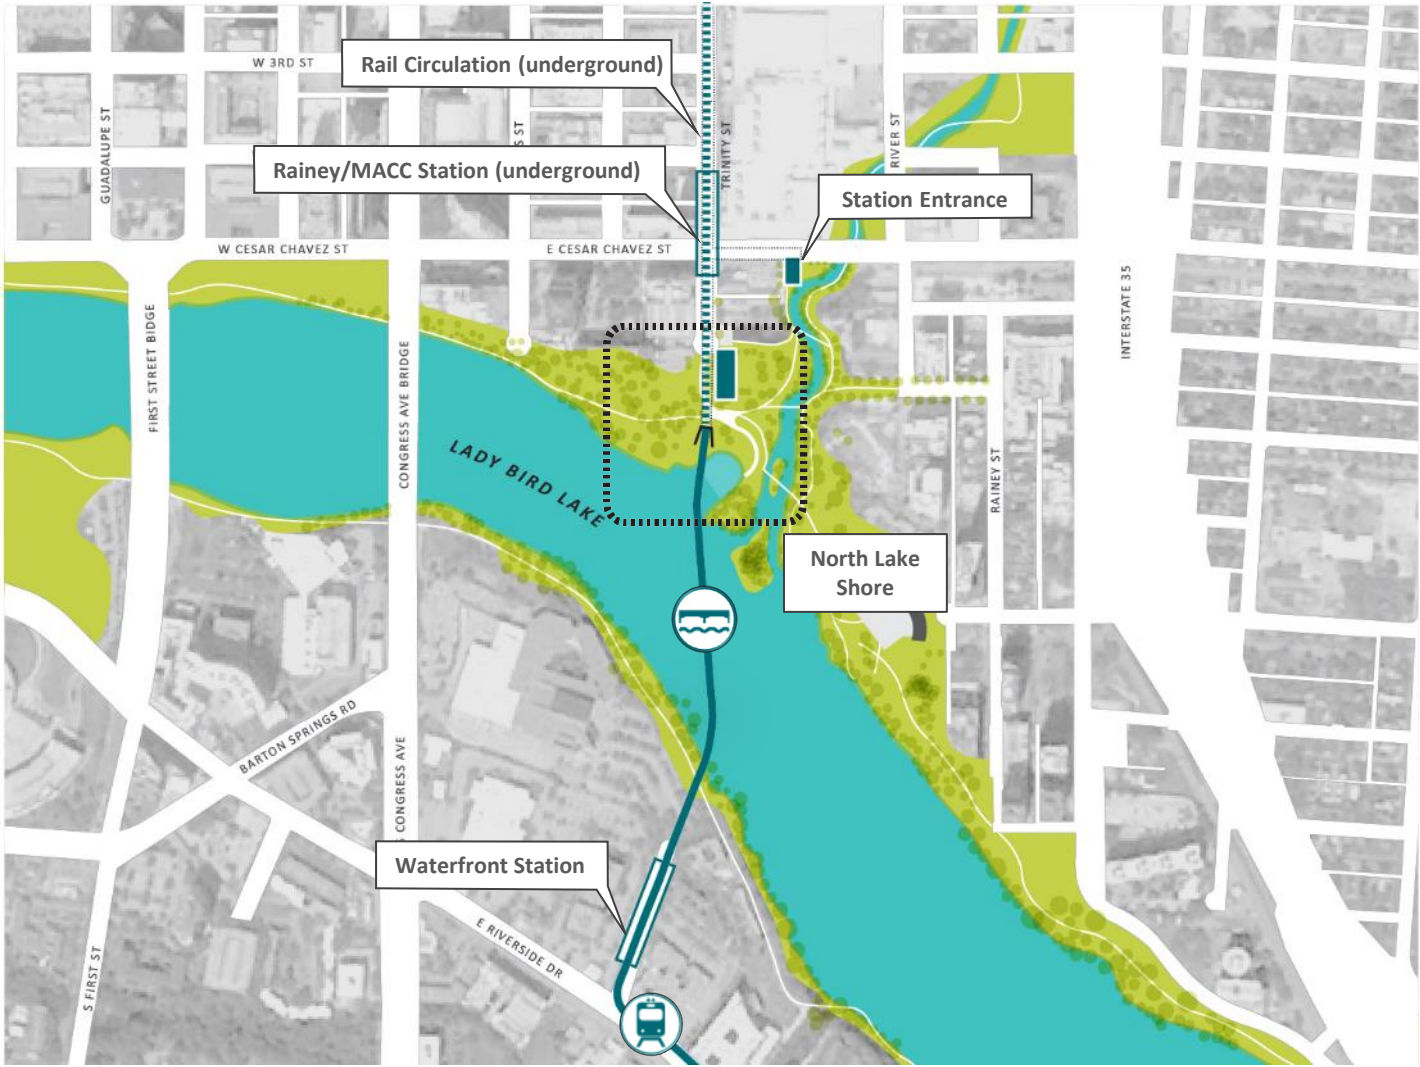 W 3RD ST
Rail Circulation (underground)
GUADALUPE ST
S ST
TRINITY ST
RIVER ST
Rainey/MACC Station (underground)
Station Entrance
W CESAR CHAVEZ ST
E CESAR CHAVEZ ST
INTERSTATE 35
FIRST STREET BRIDGE
CONGRESS AVE BRIDGE
LADY BIRD LAKE
RAINEY ST
North Lake
Shore
BARTON SPRINGS RD
S CONGRESS AVE
Waterfront Station
E RIVERSIDE DR
S FIRST ST